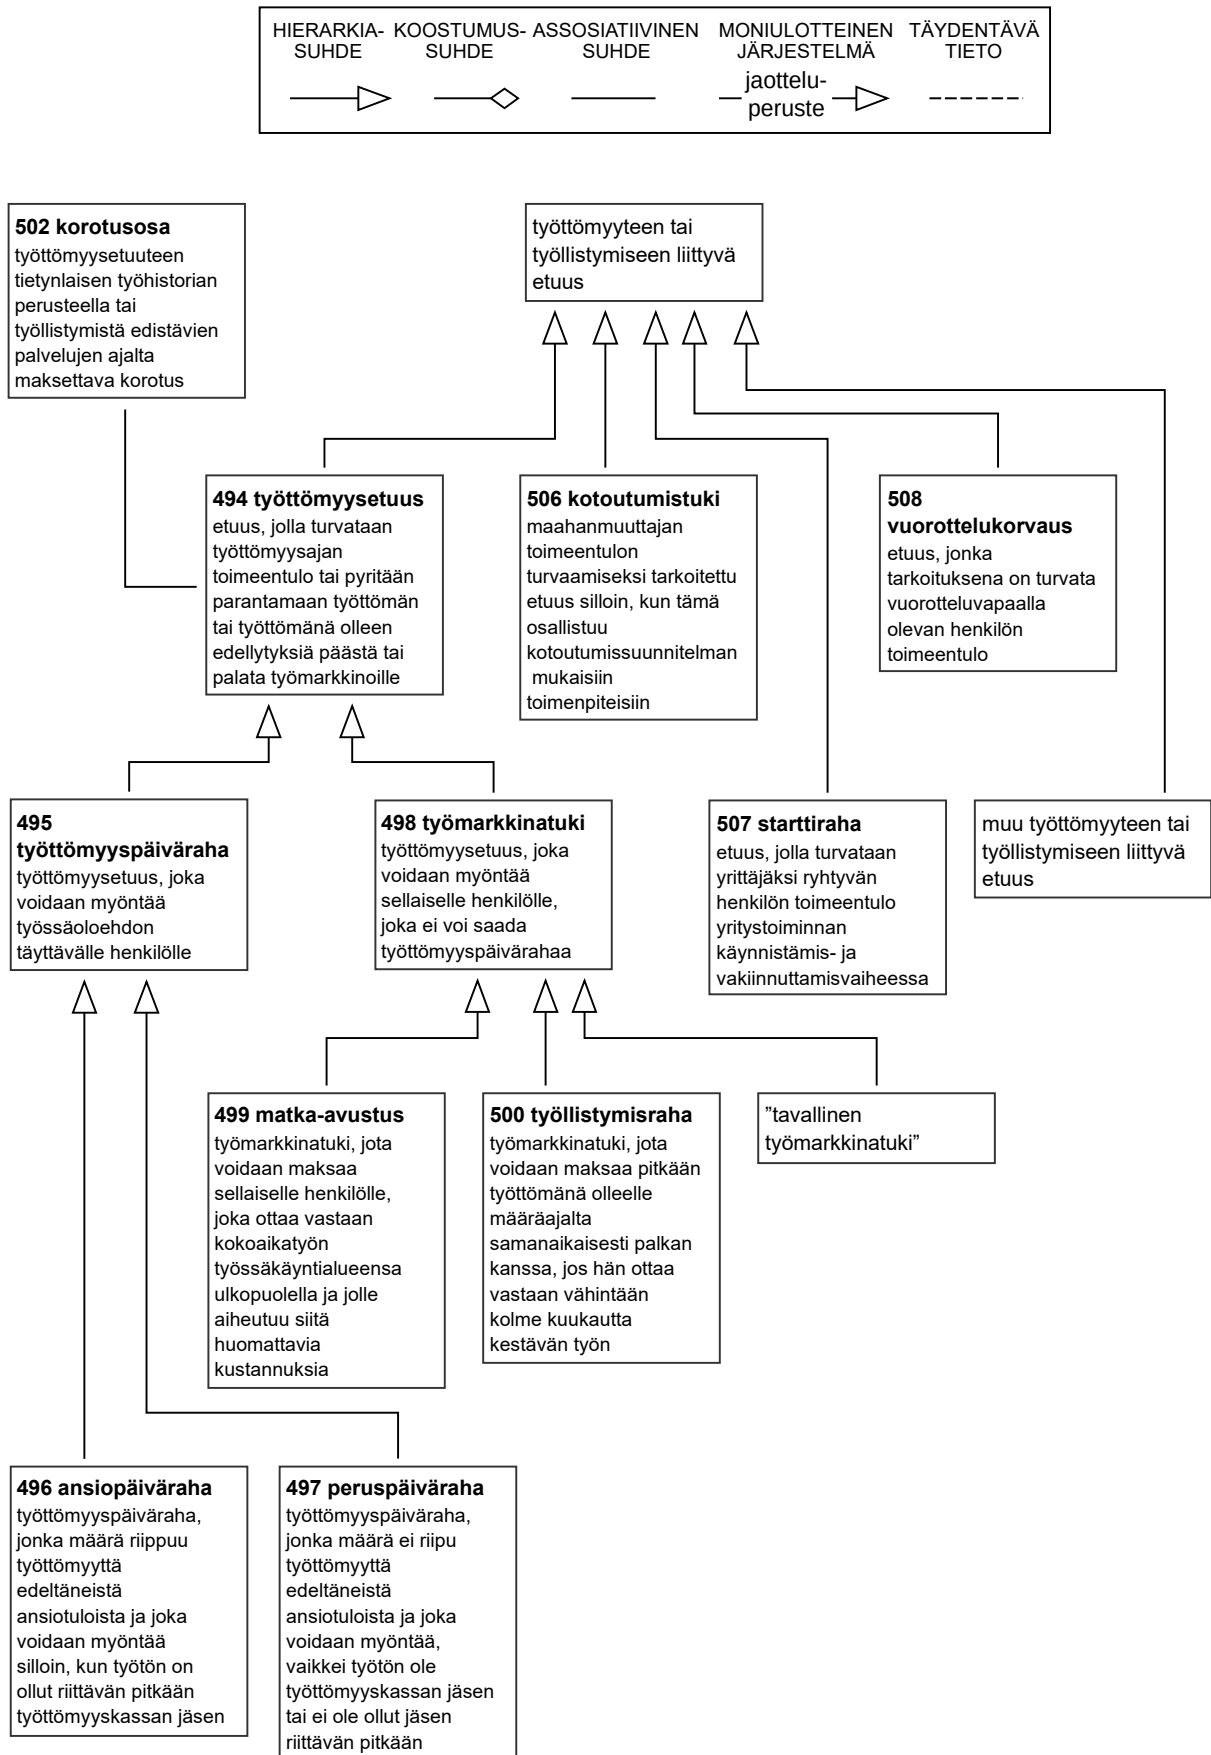 HIERARKIA-
SUHDE
KOOSTUMUS-
SUHDE
ASSOSIATIIVINEN
SUHDE
MONIULOTTEINEN
JÄRJESTELMÄ
jaottelu-
peruste
TÄYDENTÄVÄ
TIETO
502 korotusosa
työttömyysetuuteen
tietynlaisen työhistorian
perusteella tai
työllistymistä edistävien
palvelujen ajalta
maksettava korotus
työttömyyteen tai
työllistymiseen liittyvä
etuus
494 työttömyysetuus
etuus, jolla turvataan
työttömyysajan
toimeentulo tai pyritään
parantamaan työttömän
tai työttömänä olleen
edellytyksiä päästä tai
palata työmarkkinoille
506 kotoutumistuki
maahanmuuttajan
toimeentulon
turvaamiseksi tarkoitettu
etuus silloin, kun tämä
osallistuu
kotoutumissuunnitelman
mukaisiin
toimenpiteisiin
508
vuorottelukorvaus
etuus, jonka
tarkoituksena on turvata
vuorotteluvapaalla
olevan henkilön
toimeentulo
495
työttömyyspäiväraha
työttömyysetuus, joka
voidaan myöntää
työssäoloehdon
täyttävälle henkilölle
498 työmarkkinatuki
työttömyysetuus, joka
voidaan myöntää
sellaiselle henkilölle,
joka ei voi saada
työttömyyspäivärahaa
507 starttiraha
etuus, jolla turvataan
yrittäjäksi ryhtyvän
henkilön toimeentulo
yritystoiminnan
käynnistämis- ja
vakiinnuttamisvaiheessa
muu työttömyyteen tai
työllistymiseen liittyvä
etuus
499 matka-avustus
työmarkkinatuki, jota
voidaan maksaa
sellaiselle henkilölle,
joka ottaa vastaan
kokoaikatyön
työssäkäyntialueensa
ulkopuolella ja jolle
aiheutuu siitä
huomattavia
kustannuksia
500 työllistymisraha
työmarkkinatuki, jota
voidaan maksaa pitkään
työttömänä olleelle
määräajalta
samanaikaisesti palkan
kanssa, jos hän ottaa
vastaan vähintään
kolme kuukautta
kestävän työn
”tavallinen
työmarkkinatuki”
496 ansiopäiväraha
työttömyyspäiväraha,
jonka määrä riippuu
työttömyyttä
edeltäneistä
ansiotuloista ja joka
voidaan myöntää
silloin, kun työtön on
ollut riittävän pitkään
työttömyyskassan jäsen
497 peruspäiväraha
työttömyyspäiväraha,
jonka määrä ei riipu
työttömyyttä
edeltäneistä
ansiotuloista ja joka
voidaan myöntää,
vaikkei työtön ole
työttömyyskassan jäsen
tai ei ole ollut jäsen
riittävän pitkään